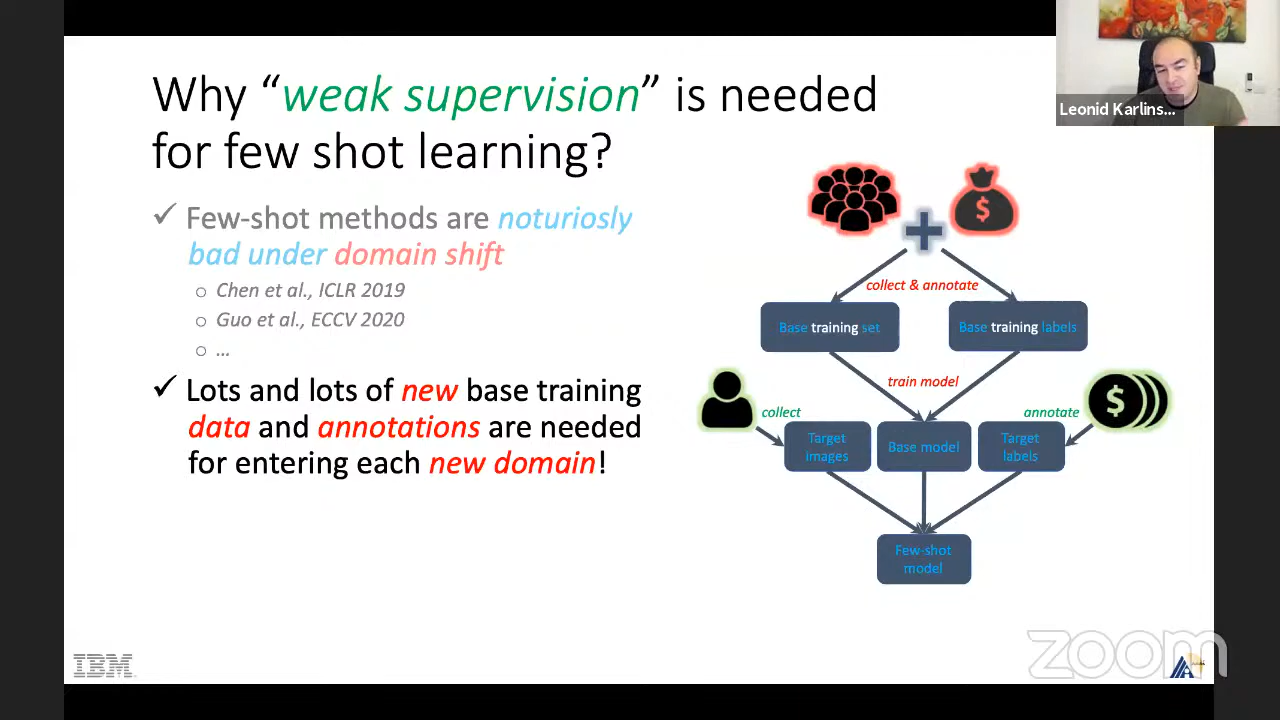 Why “weak supervision” is needed
for few shot learning?
✓ Few-shot methods are noturiosly
bad under domain shift
○ Chen et al., ICLR 2019
○ Guo et al., ECCV 2020
○ ...
✓ Lots and lots of new base training
data and annotations are needed
for entering each new domain!
$
collect & annotate
Base training set
Base training labels
train model
collect
annotate
$
Target
images
Base model
Target
labels
Few-shot
model
Leonid Karlins...
IBM
zoom